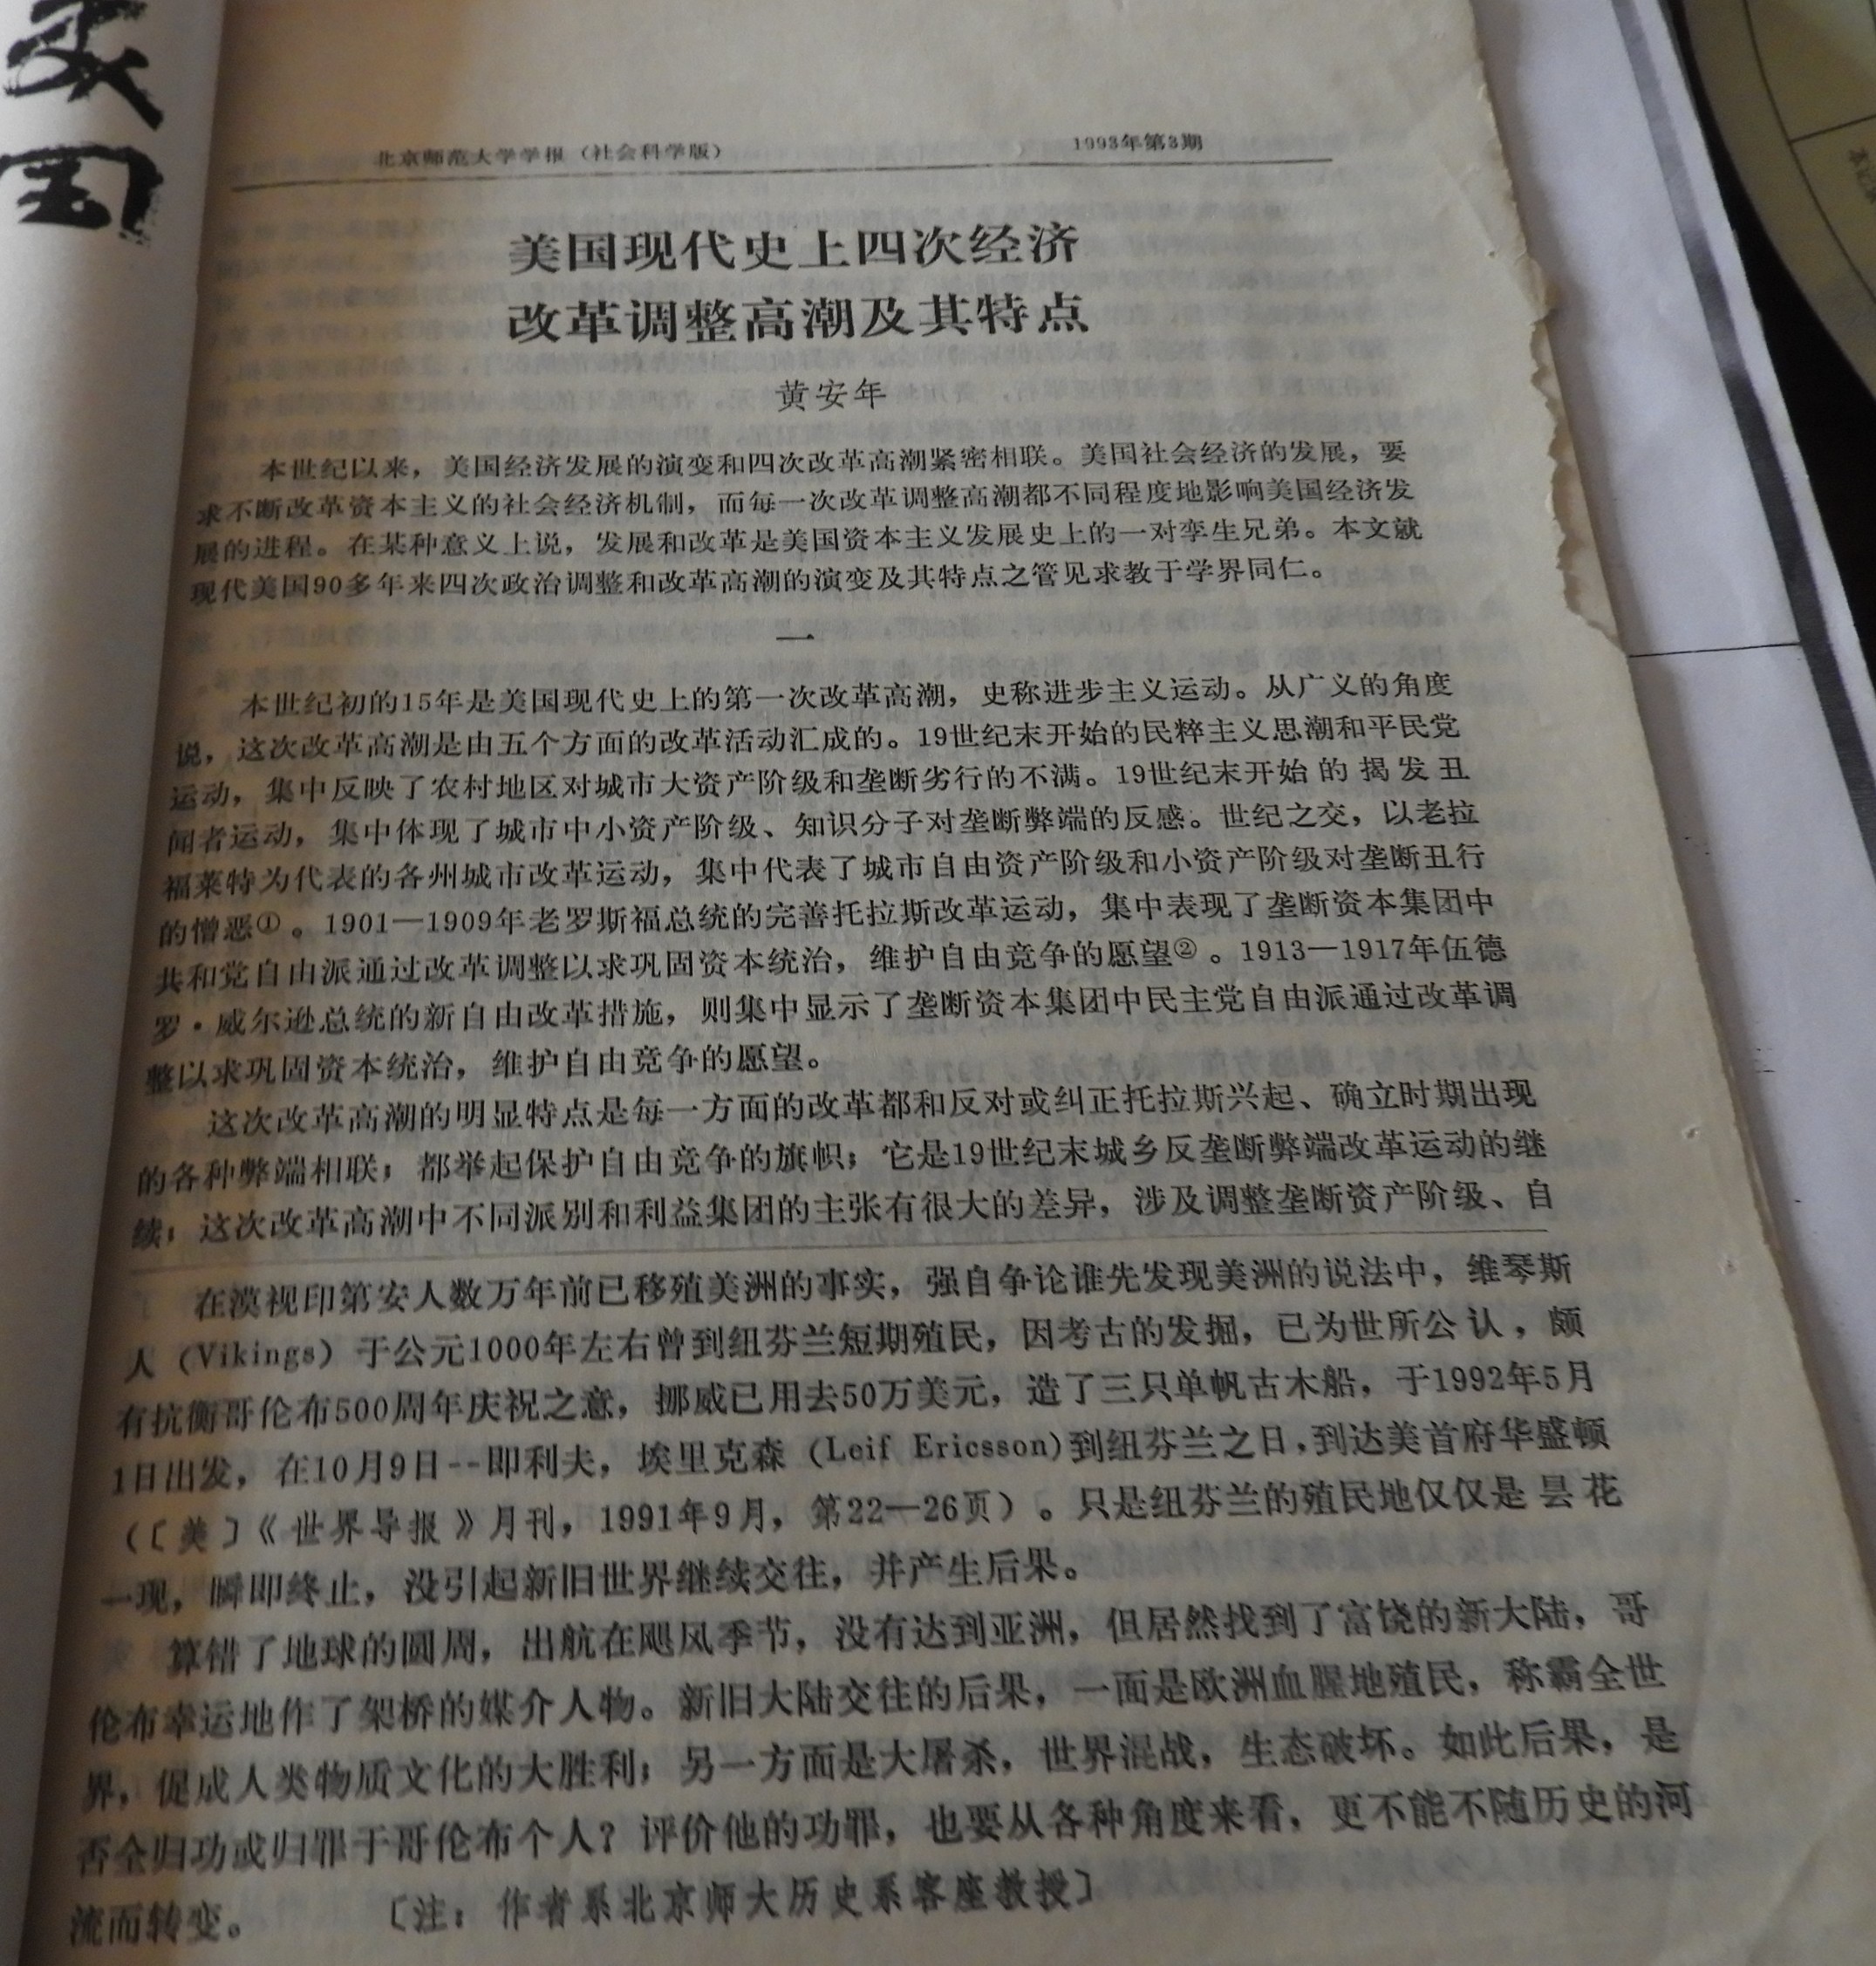 美
国
北京师范大学学报（社会科学版）
1993年第3期
美国现代史上四次经济
改革调整高潮及其特点
黄安年
本世纪以来，美国经济发展的演变和四次改革高潮紧密相联。美国社会经济的发展，要
求不断改革资本主义的社会经济机制，而每一次改革调整高潮都不同程度地影响美国经济发
展的进程。在某种意义上说，发展和改革是美国资本主义发展史上的一对孪生兄弟。本文就
现代美国90多年来四次政治调整和改革高潮的演变及其特点之管见求教于学界同仁。
一
本世纪初的15年是美国现代史上的第一次改革高潮，史称进步主义运动。从广义的角度
说，这次改革高潮是由五个方面的改革活动汇成的。19世纪末开始的民粹主义思潮和平民党
运动，集中反映了农村地区对城市大资产阶级和垄断劣行的不满。19世纪末开始的揭发丑
闻者运动，集中体现了城市中小资产阶级、知识分子对垄断弊端的反感。世纪之交，以老拉
福莱特为代表的各州城市改革运动，集中代表了城市自由资产阶级和小资产阶级对垄断丑行
的憎恶①。1901—1909年老罗斯福总统的完善托拉斯改革运动，集中表现了垄断资本集团中
共和党自由派通过改革调整以求巩固资本统治，维护自由竞争的愿望②。1913—1917年伍德
罗·威尔逊总统的新自由改革措施，则集中显示了垄断资本集团中民主党自由派通过改革调
整以求巩固资本统治，维护自由竞争的愿望。
这次改革高潮的明显特点是每一方面的改革都和反对或纠正托拉斯兴起、确立时期出现
的各种弊端相联；都举起保护自由竞争的旗帜；它是19世纪末城乡反垄断弊端改革运动的继
续；这次改革高潮中不同派别和利益集团的主张有很大的差异，涉及调整垄断资产阶级、自
在漠视印第安人数万年前已移殖美洲的事实，强自争论谁先发现美洲的说法中，维琴斯
人（Vikings）于公元1000年左右曾到纽芬兰短期殖民，因考古的发掘，已为世所公认，颇
有抗衡哥伦布500周年庆祝之意，挪威已用去50万美元，造了三只单帆古木船，于1992年5月
1日出发，在10月9日--即利夫，埃里克森（Leif Ericsson)到纽芬兰之日，到达美首府华盛顿
（〔美〕《世界导报》月刊，1991年9月，第22—26页）。只是纽芬兰的殖民地仅仅是昙花
一现，瞬即终止，没引起新旧世界继续交往，并产生后果。
算错了地球的圆周，出航在飓风季节，没有达到亚洲，但居然找到了富饶的新大陆，哥
伦布幸运地作了架桥的媒介人物。新旧大陆交往的后果，一面是欧洲血腥地殖民，称霸全世
界，促成人类物质文化的大胜利；另一方面是大屠杀，世界混战，生态破坏。如此后果，是
否全归功或归罪于哥伦布个人？评价他的功罪，也要从各种角度来看，更不能不随历史的河
流而转变。 〔注：作者系北京师大历史系客座教授〕